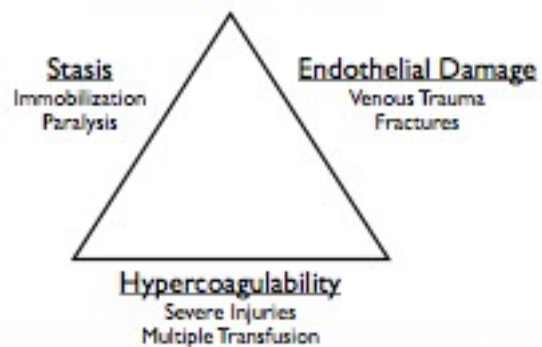 Stasis
Immobilization
Paralysis
Endothelial Damage
Venous Trauma
Fractures
Hypercoagulability
Severe Injuries
Multiple Transfusion